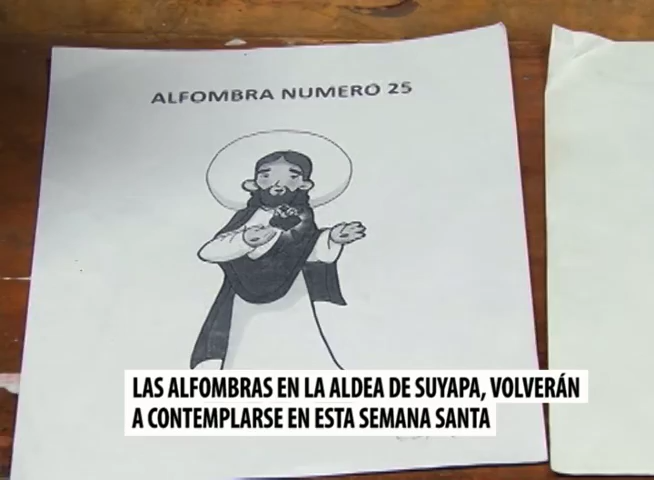 ALFOMBRA NUMERO 25
LAS ALFOMBRAS EN LA ALDEA DE SUYAPA, VOLVERÁN
A CONTEMPLARSE EN ESTA SEMANA SANTA